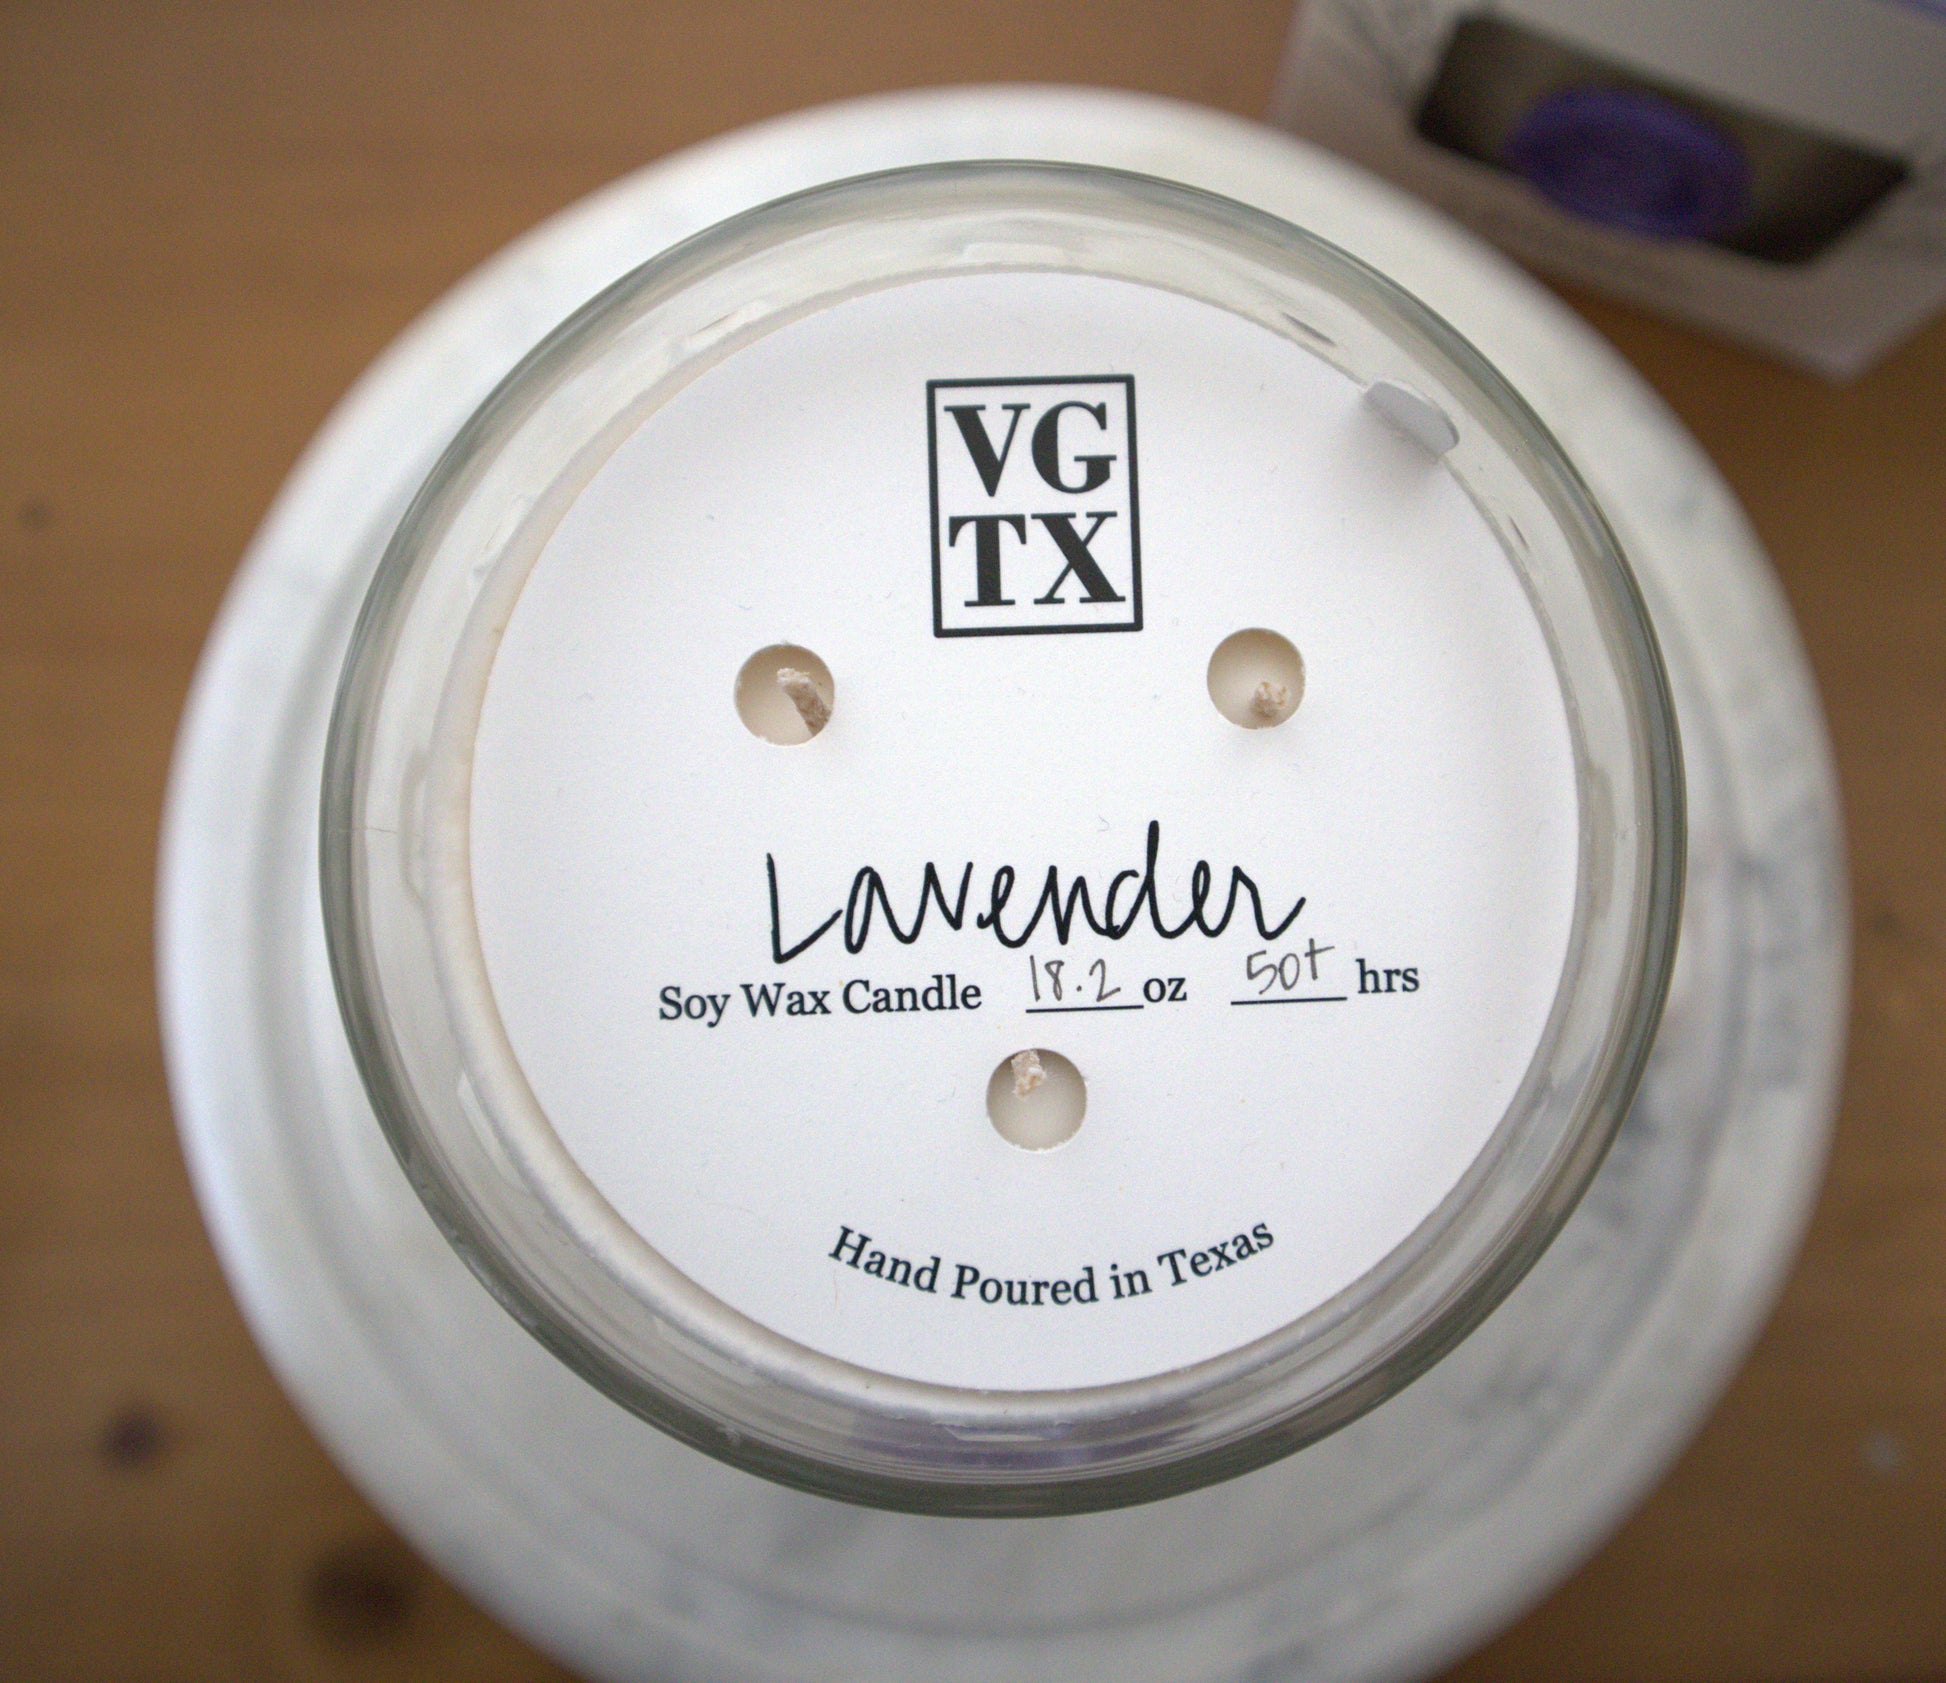 VG
TX
Lavender
Soy Wax Candle 18.2 oz 50+ hrs
Hand Poured in Texas